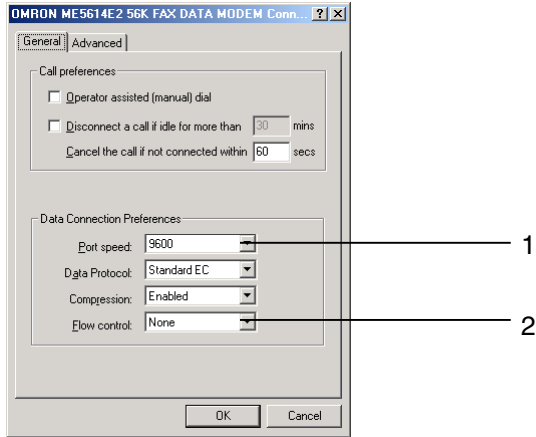 OMRON ME5614E2 56K FAX DATA MODEM Conn... ? ×
General Advanced
Call preferences
Operator assisted (manual) dial
Disconnect a call if idle for more than 30 mins
Cancel the call if not connected within 60 secs
Data Connection Preferences
Port speed: 9600 1
Data Protocol: Standard EC
Compression: Enabled
Flow control: None 2
OK Cancel